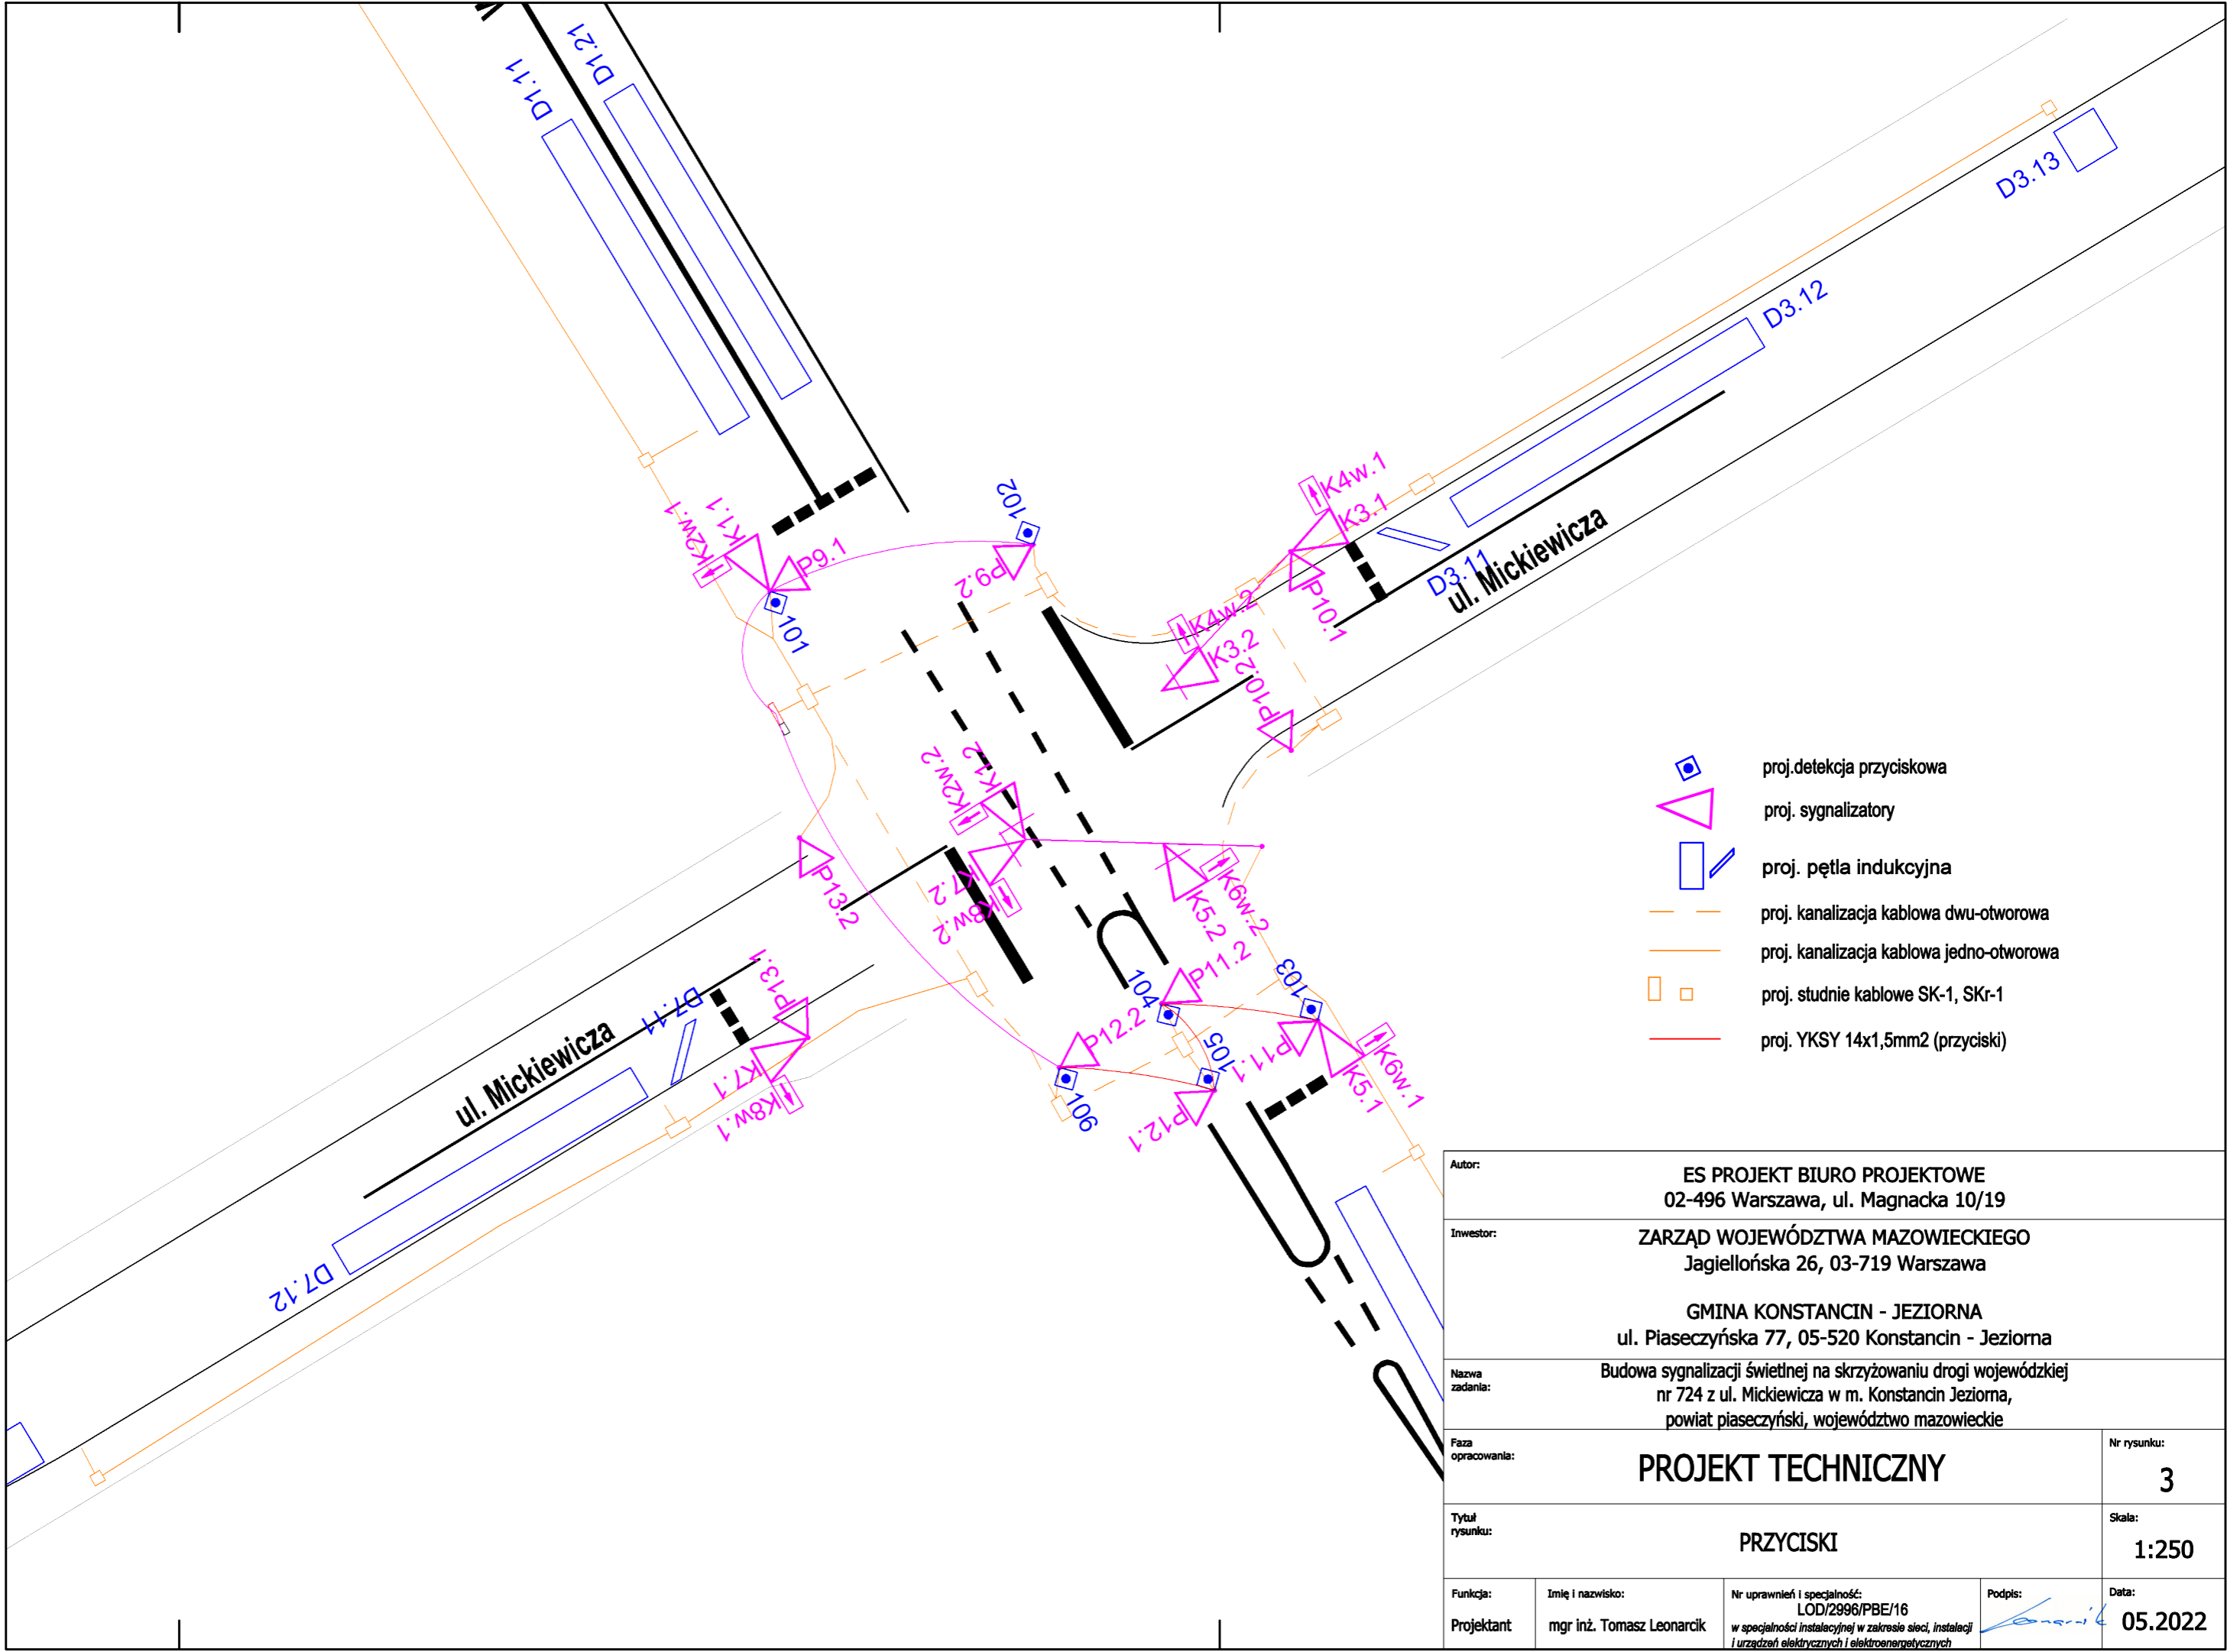 D1.21
D1.11
D3.13
D3.12
K4w.1
K3.1
102
K2w.1
K1.1
P9.1
P9.2
ul. Mickiewicza
D3.11
P10.1
101
K4w.2
K3.2
P10.2
K2w.2
K1.2
proj.detekcja przyciskowa
proj. sygnalizatory
proj. pętla indukcyjna
proj. kanalizacja kablowa dwu-otworowa
proj. kanalizacja kablowa jedno-otworowa
proj. studnie kablowe SK-1, SKr-1
proj. YKSY 14x1,5mm2 (przyciski)
P13.2
K7.2
K8w.2
K6w.2
K5.2
P11.2
103
104
P13.1
D7.11
ul. Mickiewicza
P12.2
105
P11.1
K6w.1
K5.1
K7.1
K8w.1
106
P12.1
D7.12
Autor:
ES PROJEKT BIURO PROJEKTOWE
02-496 Warszawa, ul. Magnacka 10/19
Inwestor:
ZARZĄD WOJEWÓDZTWA MAZOWIECKIEGO
Jagiellońska 26, 03-719 Warszawa
GMINA KONSTANCIN - JEZIORNA
ul. Piaseczyńska 77, 05-520 Konstancin - Jeziorna
Nazwa
zadania:
Budowa sygnalizacji świetlnej na skrzyżowaniu drogi wojewódzkiej
nr 724 z ul. Mickiewicza w m. Konstancin Jeziorna,
powiat piaseczyński, województwo mazowieckie
Faza
opracowania:
PROJEKT TECHNICZNY
Nr rysunku:
3
Tytuł
rysunku:
PRZYCISKI
Skala:
1:250
Funkcja:
Projektant
Imię i nazwisko:
mgr inż. Tomasz Leonarcik
Nr uprawnień i specjalność:
LOD/2996/PBE/16
w specjalności instalacyjnej w zakresie sieci, instalacji
i urządzeń elektrycznych i elektroenergetycznych
Podpis:
Leonarcik
Data:
05.2022